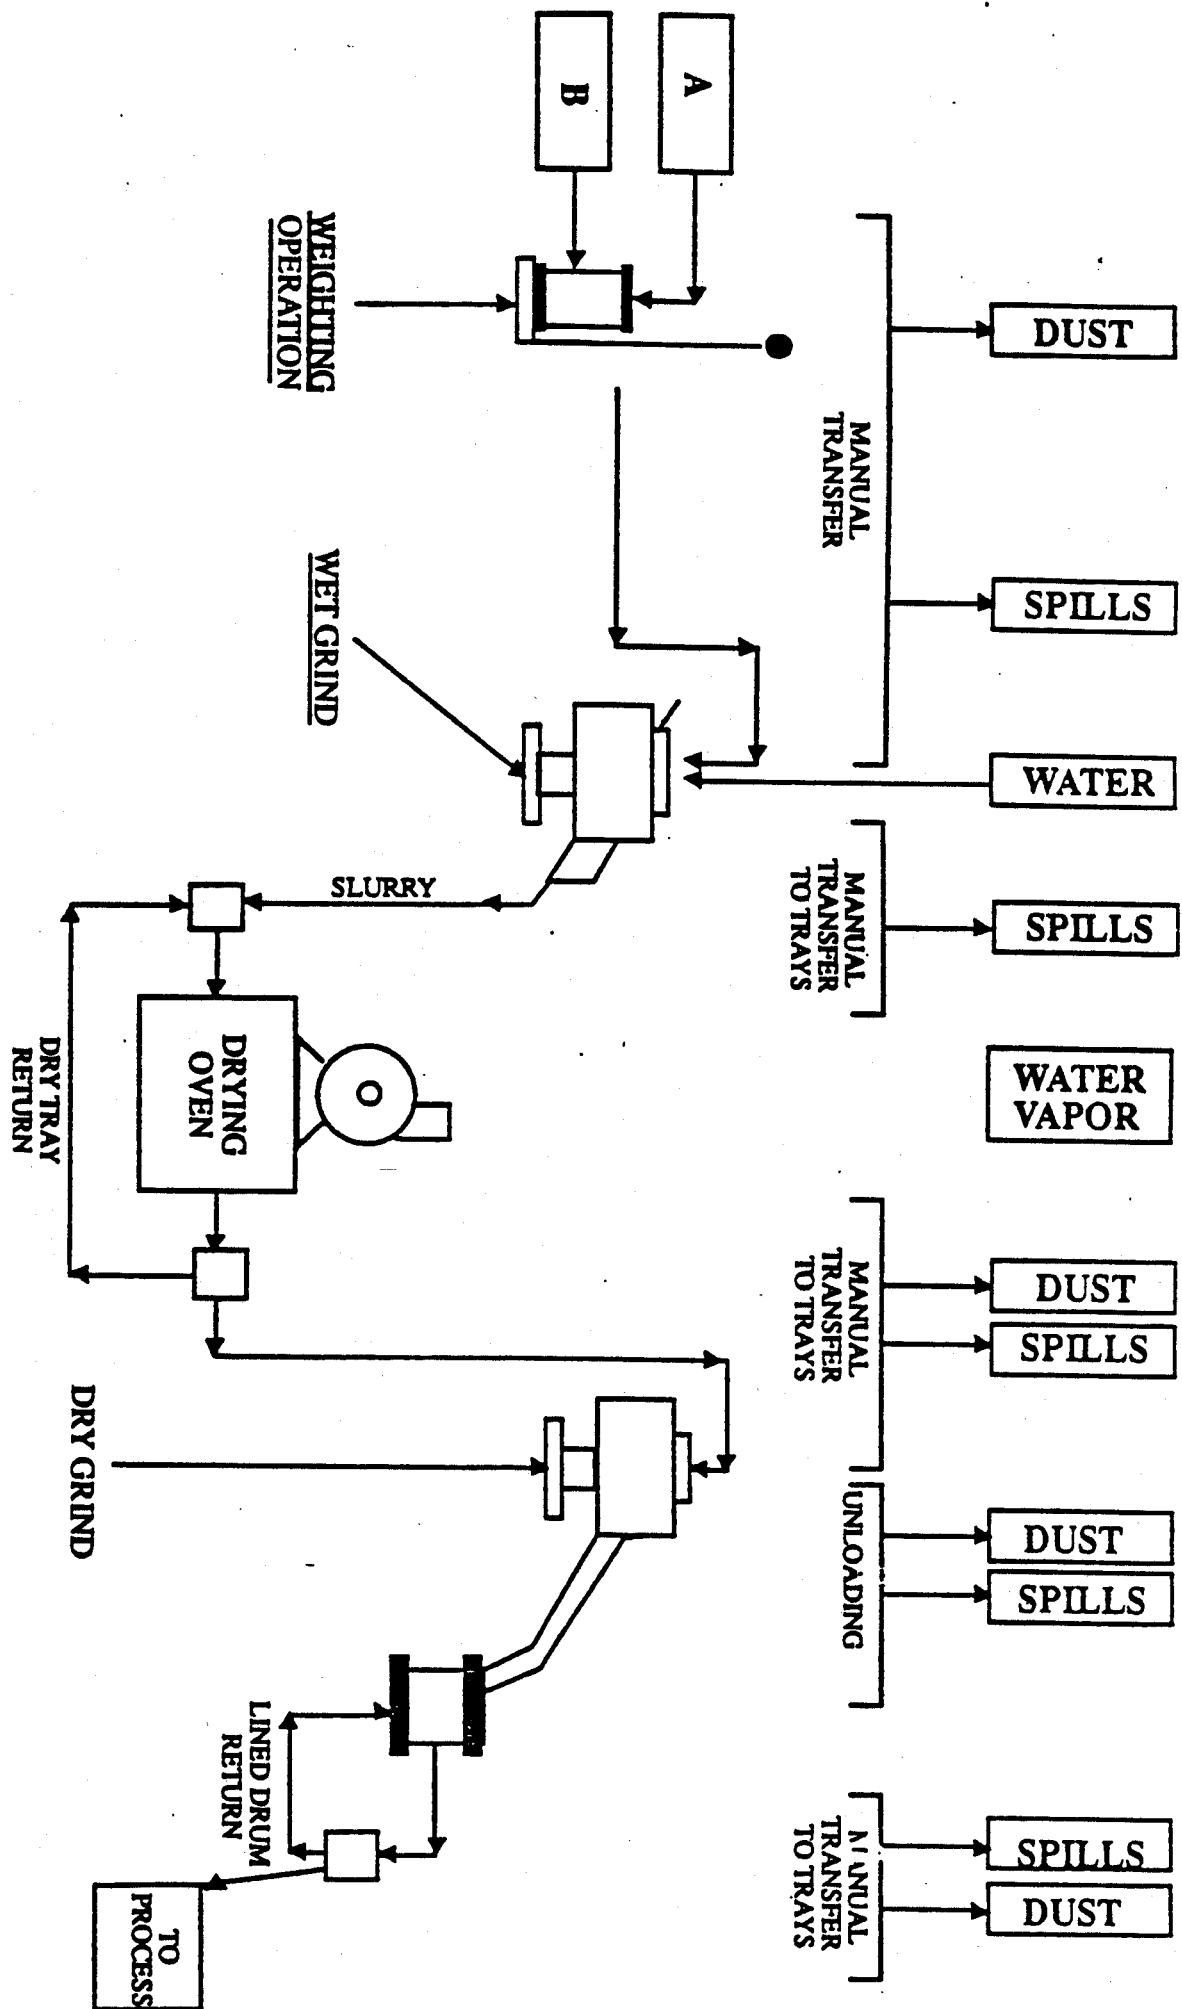 A
B
WEIGHTING
OPERATION
MANUAL
TRANSFER
DUST
SPILLS
WATER
WET GRIND
SLURRY
MANUAL
TRANSFER
TO TRAYS
SPILLS
DRYING
OVEN
DRY TRAY
RETURN
WATER
VAPOR
MANUAL
TRANSFER
TO TRAYS
DUST
SPILLS
DRY GRIND
UNLOADING
DUST
SPILLS
LINED DRUM
RETURN
MANUAL
TRANSFER
TO TRAYS
SPILLS
DUST
TO
PROCESS